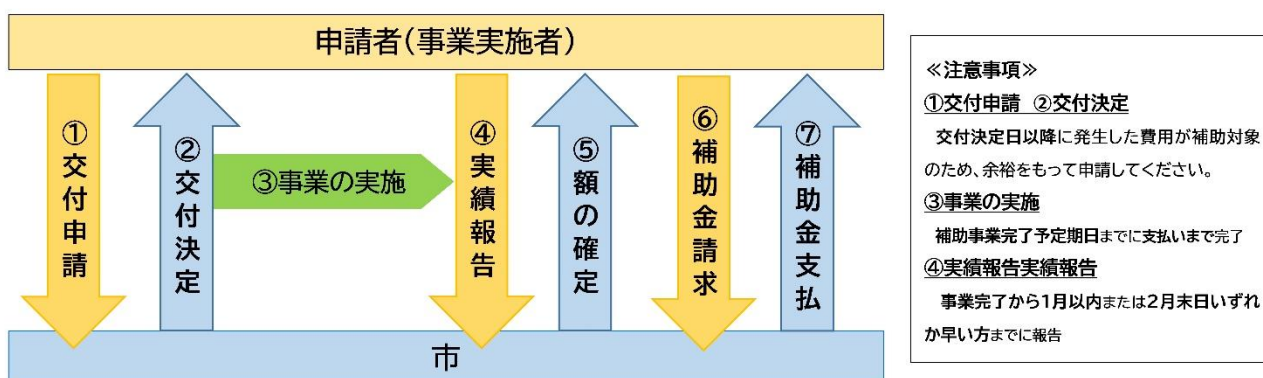 申請者(事業実施者)
①交付申請
②交付決定
③事業の実施
④実績報告
⑤額の確定
⑥補助金請求
⑦補助金支払
市
≪注意事項≫
①交付申請 ②交付決定
交付決定日以降に発生した費用が補助対象
のため、余裕をもって申請してください。
③事業の実施
補助事業完了予定期日までに支払いまで完了
④実績報告実績報告
事業完了から1月以内または2月末日いずれ
か早い方までに報告